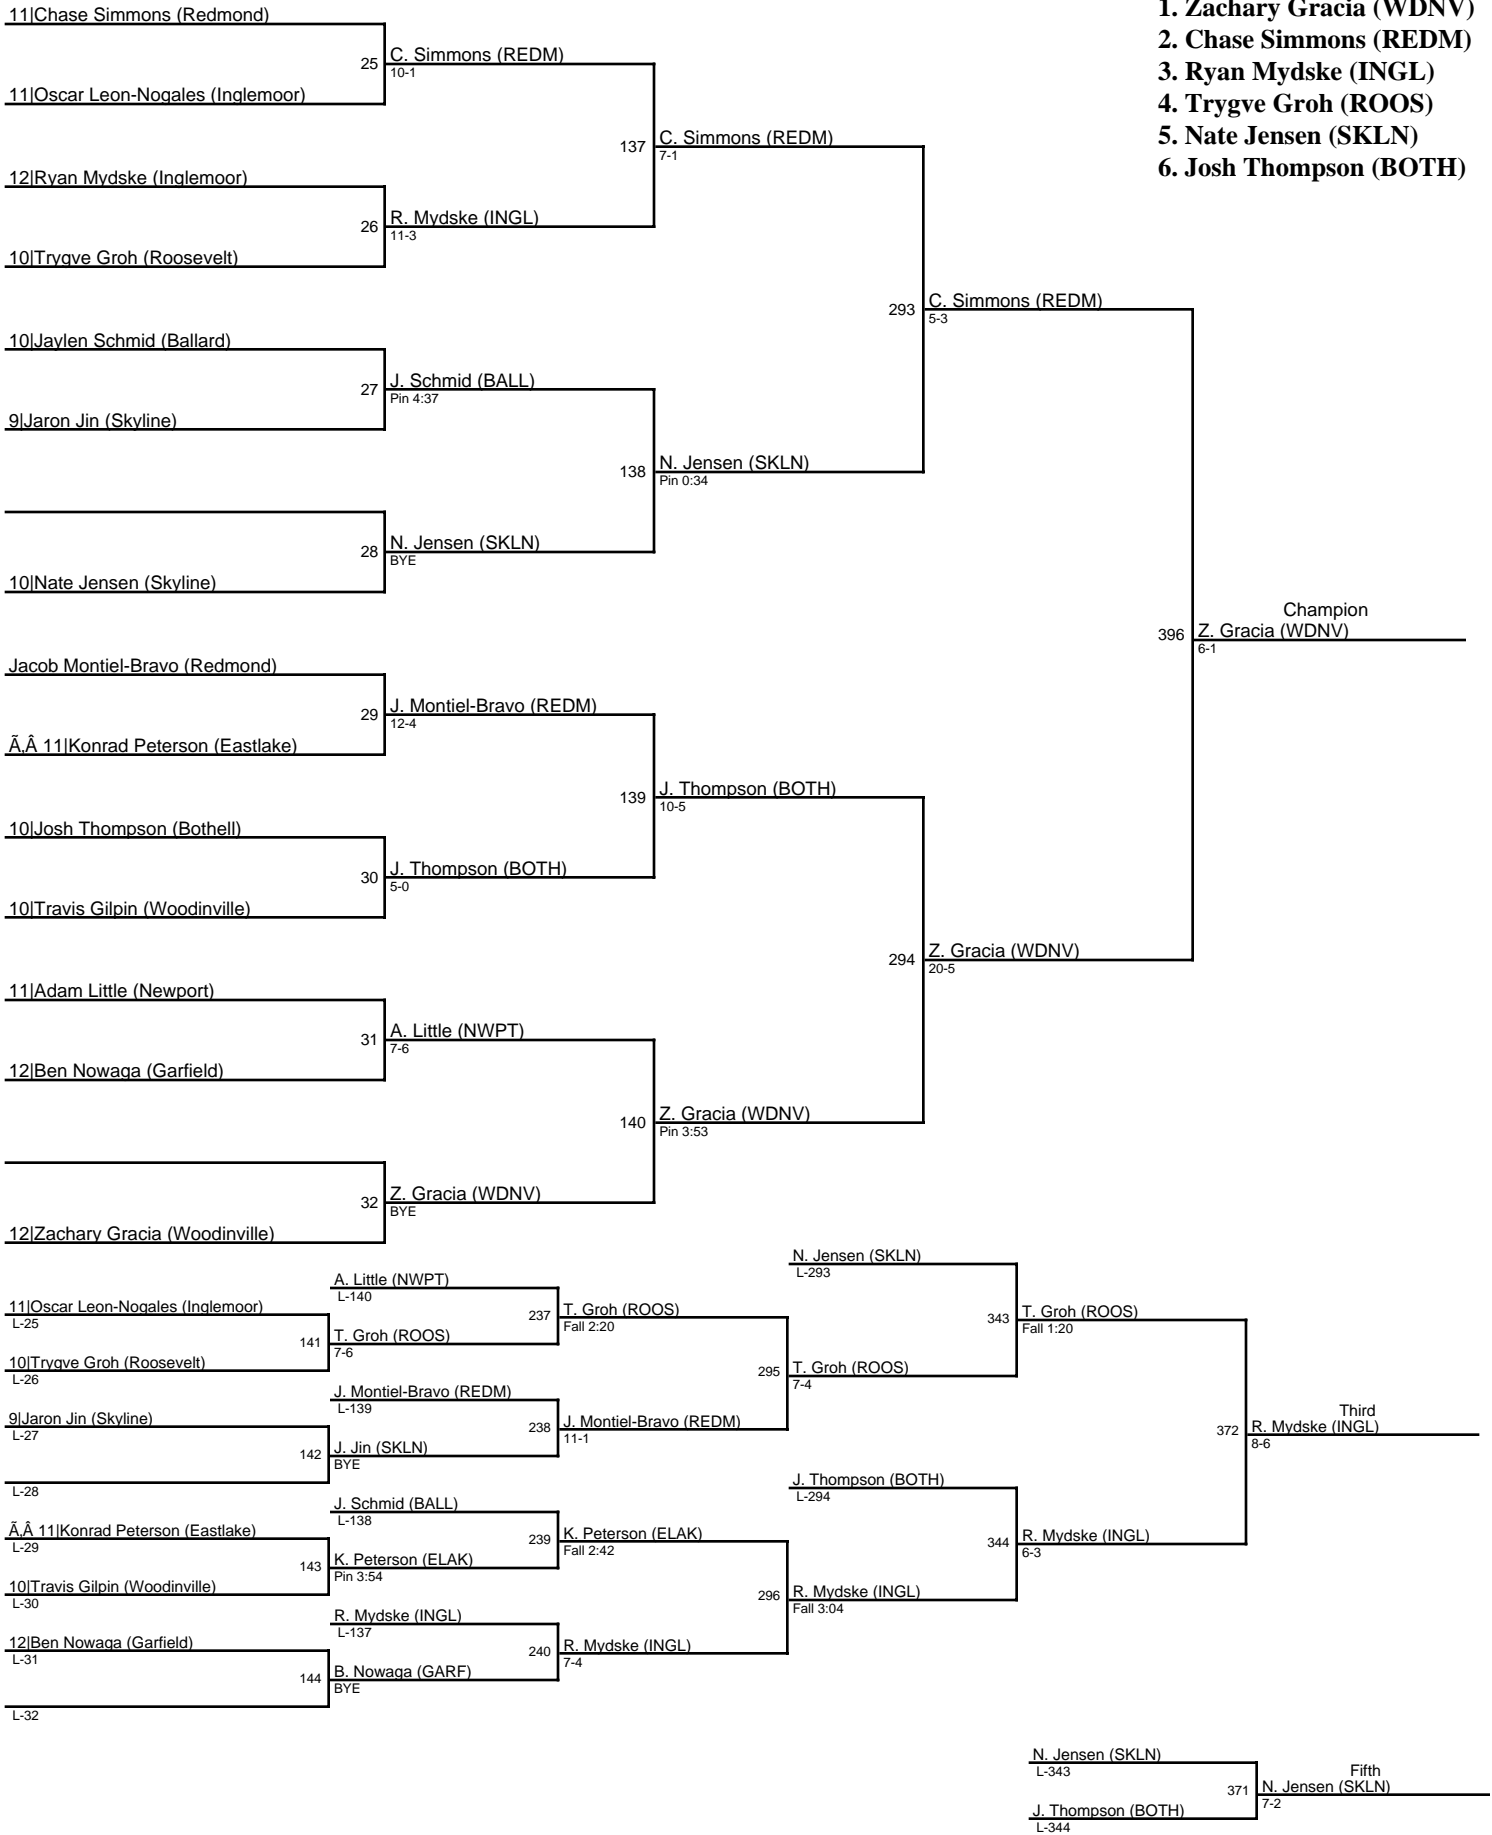 1. Zachary Gracia (WDNV)
2. Chase Simmons (REDM)
3. Ryan Mydske (INGL)
4. Trygve Groh (ROOS)
5. Nate Jensen (SKLN)
6. Josh Thompson (BOTH)
11|Chase Simmons (Redmond)
25 C. Simmons (REDM)
10-1
11|Oscar Leon-Nogales (Inglemoor)
137 C. Simmons (REDM)
7-1
12|Ryan Mydske (Inglemoor)
26 R. Mydske (INGL)
11-3
10|Trygve Groh (Roosevelt)
293 C. Simmons (REDM)
5-3
10|Jaylen Schmid (Ballard)
27 J. Schmid (BALL)
Pin 4:37
9|Jaron Jin (Skyline)
138 N. Jensen (SKLN)
Pin 0:34
28 N. Jensen (SKLN)
BYE
10|Nate Jensen (Skyline)
Champion
396 Z. Gracia (WDNV)
6-1
Jacob Montiel-Bravo (Redmond)
29 J. Montiel-Bravo (REDM)
12-4
Ã‚Â 11|Konrad Peterson (Eastlake)
139 J. Thompson (BOTH)
10-5
10|Josh Thompson (Bothell)
30 J. Thompson (BOTH)
5-0
10|Travis Gilpin (Woodinville)
294 Z. Gracia (WDNV)
20-5
11|Adam Little (Newport)
31 A. Little (NWPT)
7-6
12|Ben Nowaga (Garfield)
140 Z. Gracia (WDNV)
Pin 3:53
32 Z. Gracia (WDNV)
BYE
12|Zachary Gracia (Woodinville)
N. Jensen (SKLN)
L-293
A. Little (NWPT)
L-140
11|Oscar Leon-Nogales (Inglemoor)
L-25
237 T. Groh (ROOS)
Fall 2:20
343 T. Groh (ROOS)
Fall 1:20
141 T. Groh (ROOS)
7-6
10|Trygve Groh (Roosevelt)
L-26
295 T. Groh (ROOS)
7-4
J. Montiel-Bravo (REDM)
L-139
9|Jaron Jin (Skyline)
L-27
238 J. Montiel-Bravo (REDM)
11-1
Third
372 R. Mydske (INGL)
8-6
142 J. Jin (SKLN)
BYE
L-28
J. Thompson (BOTH)
L-294
J. Schmid (BALL)
L-138
Ã‚Â 11|Konrad Peterson (Eastlake)
L-29
239 K. Peterson (ELAK)
Fall 2:42
344 R. Mydske (INGL)
6-3
143 K. Peterson (ELAK)
Pin 3:54
10|Travis Gilpin (Woodinville)
L-30
296 R. Mydske (INGL)
Fall 3:04
R. Mydske (INGL)
L-137
12|Ben Nowaga (Garfield)
L-31
240 R. Mydske (INGL)
7-4
144 B. Nowaga (GARF)
BYE
L-32
N. Jensen (SKLN)
L-343
Fifth
371 N. Jensen (SKLN)
7-2
J. Thompson (BOTH)
L-344